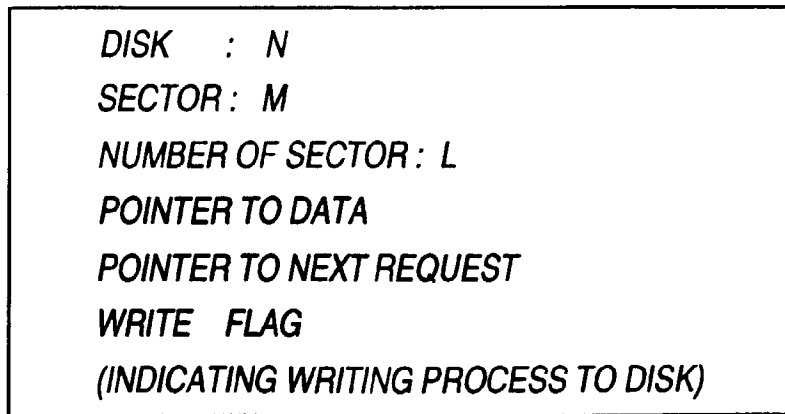 DISK : N
SECTOR : M
NUMBER OF SECTOR : L
POINTER TO DATA
POINTER TO NEXT REQUEST
WRITE FLAG
(INDICATING WRITING PROCESS TO DISK)